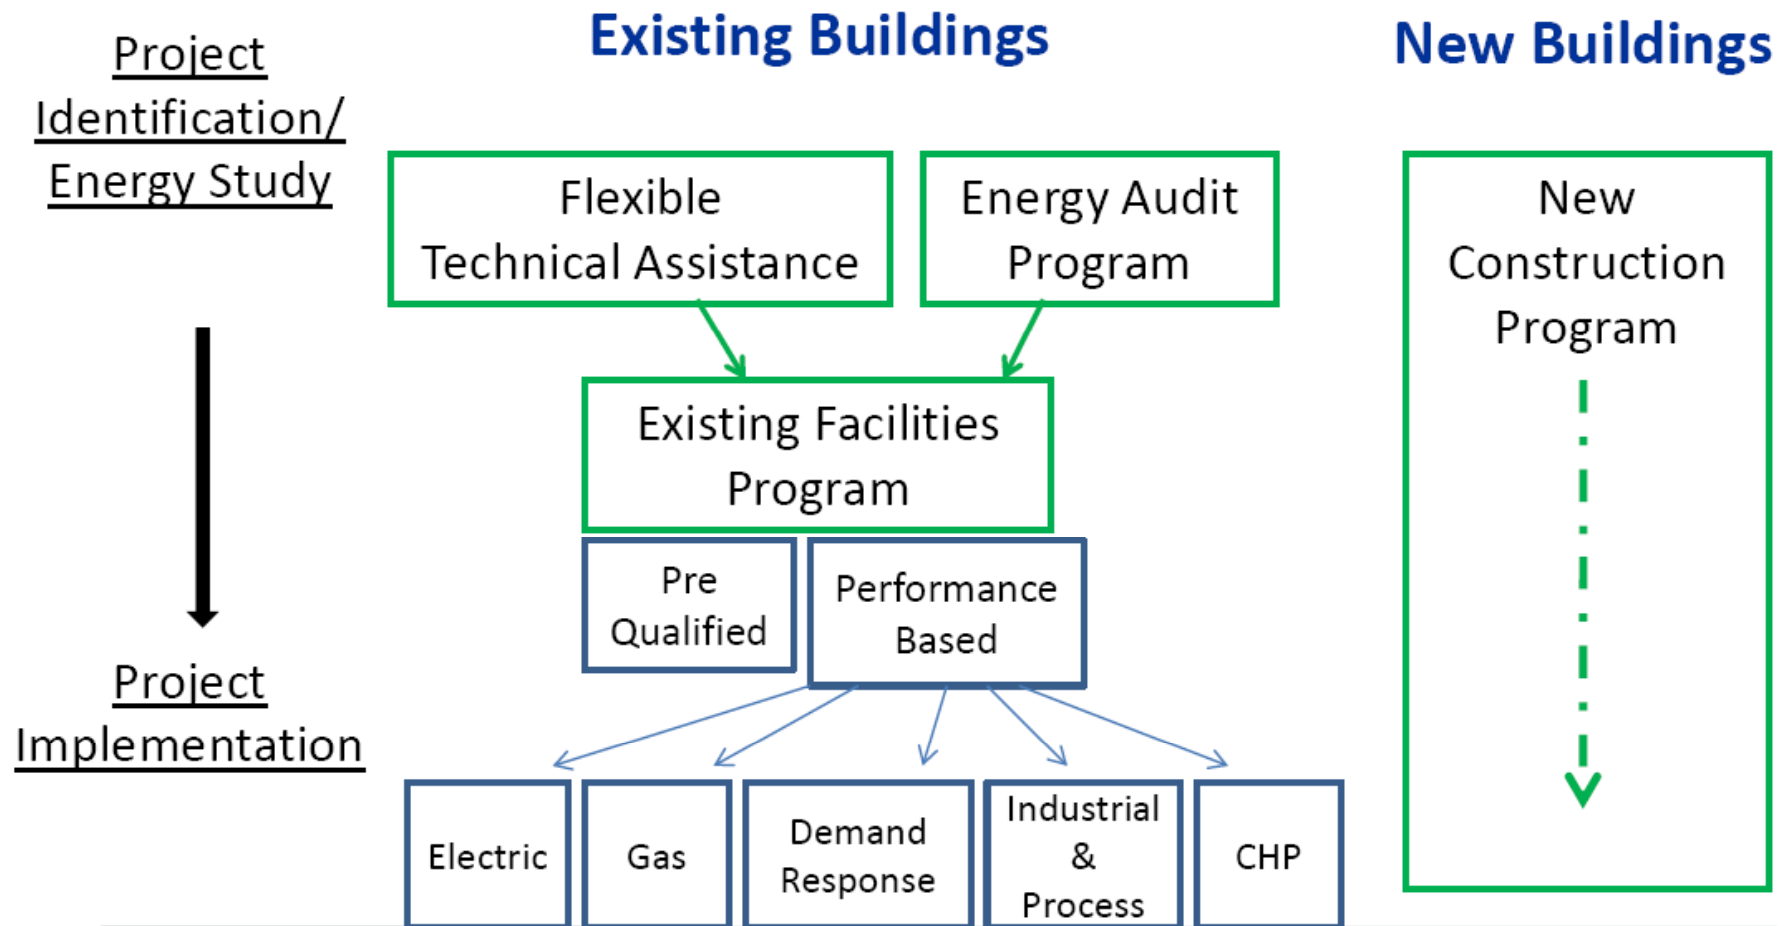 Project
Identification/
Energy Study
Existing Buildings
New Buildings
Flexible
Technical Assistance
Energy Audit
Program
New
Construction
Program
Existing Facilities
Program
Pre
Qualified
Performance
Based
Project
Implementation
Electric
Gas
Demand
Response
Industrial
&
Process
CHP